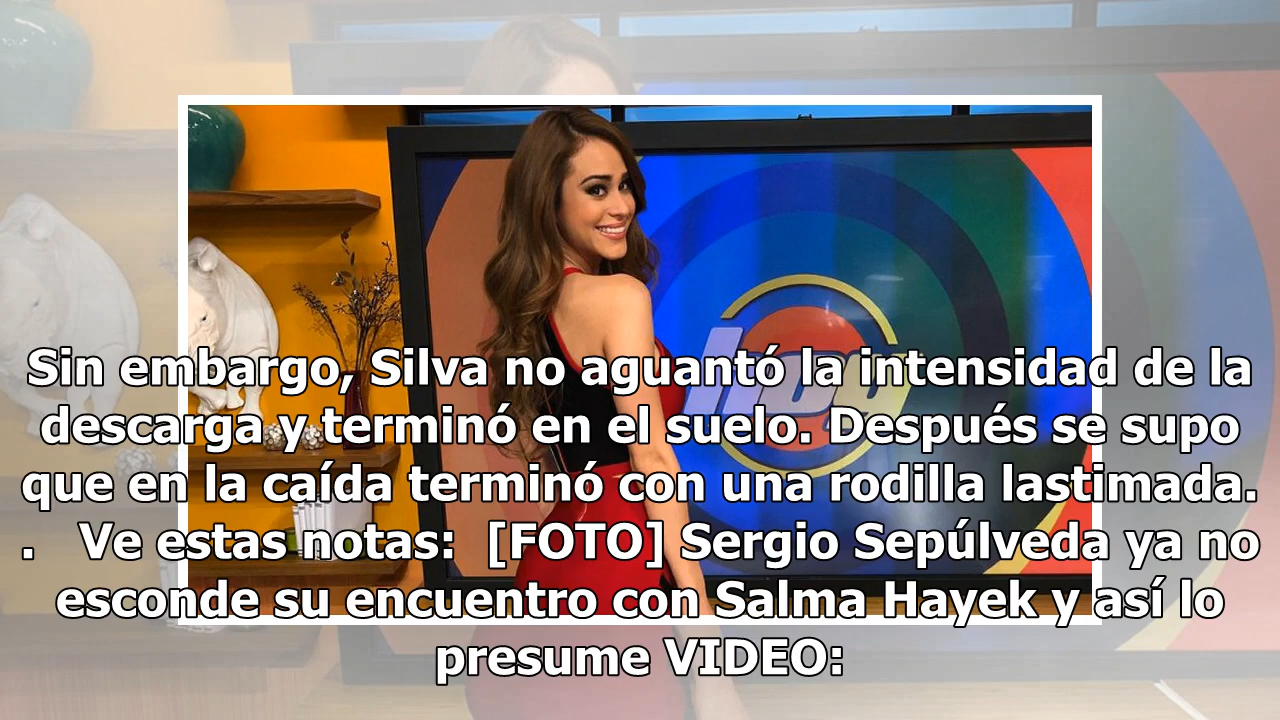 hoy
Sin embargo, Silva no aguantó la intensidad de la
descarga y terminó en el suelo. Después se supo
que en la caída terminó con una rodilla lastimada.
. Ve estas notas: [FOTO] Sergio Sepúlveda ya no
esconde su encuentro con Salma Hayek y así lo
presume VIDEO: